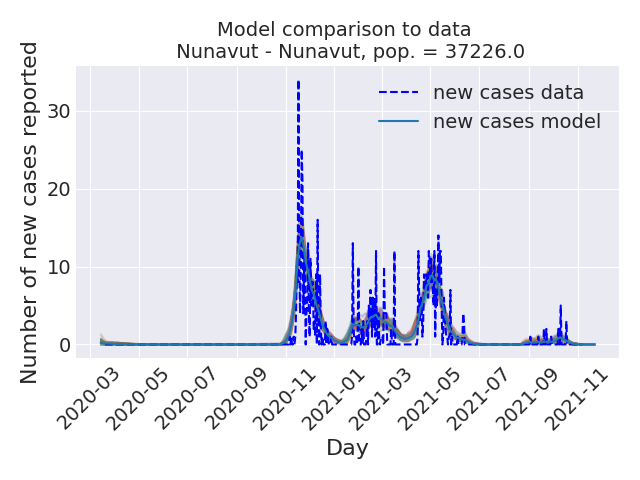 Model comparison to data
Nunavut - Nunavut, pop. = 37226.0
Number of new cases reported
30
20
10
0
new cases data
new cases model
2020-03
2020-05
2020-07
2020-09
2020-11
2021-01
2021-03
2021-05
2021-07
2021-09
2021-11
Day